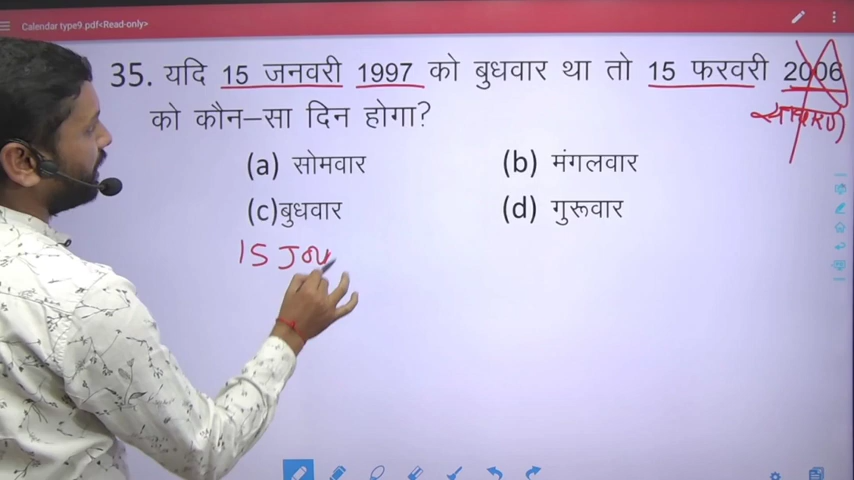 Calendar type9.pdf<Read-only>
35. यदि 15 जनवरी 1997 को बुधवार था तो 15 फरवरी 2006
को कौन–सा दिन होगा?
(a) सोमवार
(b) मंगलवार
(c)बुधवार
(d) गुरूवार
15 Jan